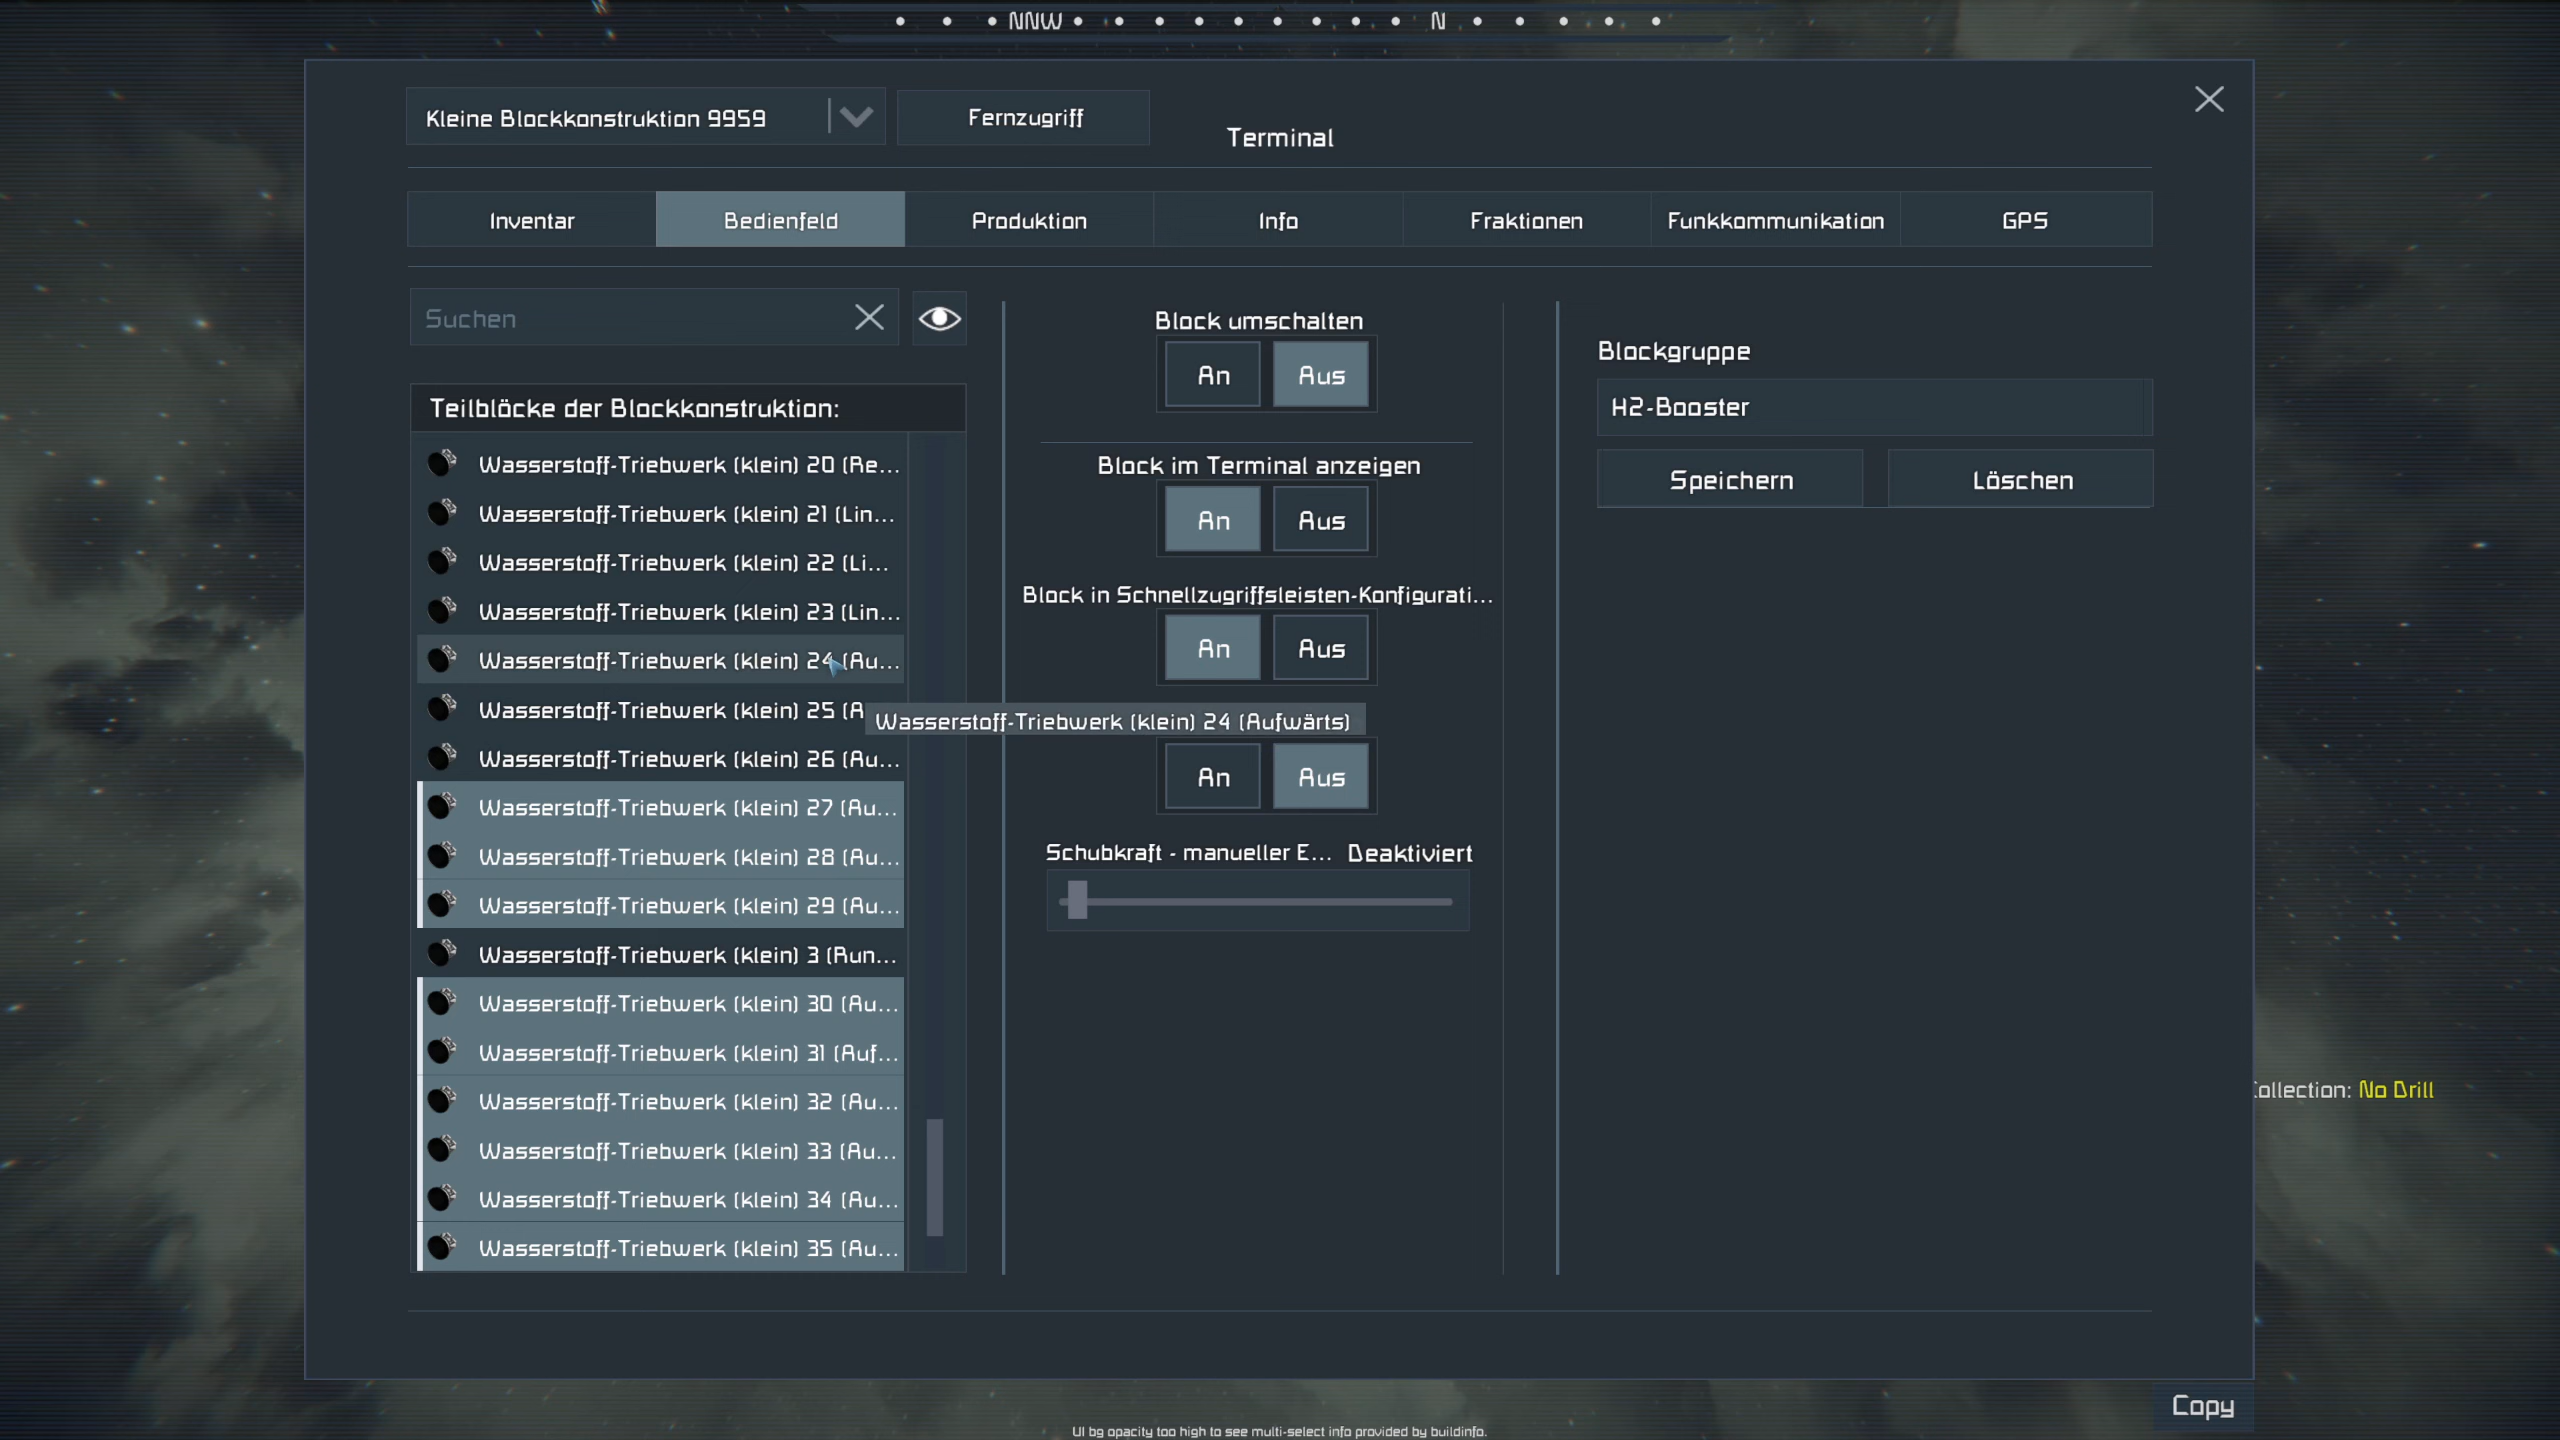 NNW N
Kleine Blockkonstruktion 9959
Fernzugriff
Terminal
Inventar
Bedienfeld
Produktion
Info
Fraktionen
Funkkommunikation
GPS
Suchen
Teilblöcke der Blockkonstruktion:
Wasserstoff-Triebwerk (klein) 20 (Re...
Wasserstoff-Triebwerk (klein) 21 (Lin...
Wasserstoff-Triebwerk (klein) 22 (Li...
Wasserstoff-Triebwerk (klein) 23 (Lin...
Wasserstoff-Triebwerk (klein) 24 (Au...
Wasserstoff-Triebwerk (klein) 25 (A
Wasserstoff-Triebwerk (klein) 26 (Au...
Wasserstoff-Triebwerk (klein) 27 (Au...
Wasserstoff-Triebwerk (klein) 28 (Au...
Wasserstoff-Triebwerk (klein) 29 (Au...
Wasserstoff-Triebwerk (klein) 3 (Run...
Wasserstoff-Triebwerk (klein) 30 (Au...
Wasserstoff-Triebwerk (klein) 31 (Auf...
Wasserstoff-Triebwerk (klein) 32 (Au...
Wasserstoff-Triebwerk (klein) 33 (Au...
Wasserstoff-Triebwerk (klein) 34 (Au...
Wasserstoff-Triebwerk (klein) 35 (Au...
Block umschalten
An Aus
Block im Terminal anzeigen
An Aus
Block in Schnellzugriffsleisten-Konfigurati...
An Aus
Wasserstoff-Triebwerk (klein) 24 (Aufwärts)
An Aus
Schubkraft - manueller E... Deaktiviert
Blockgruppe
H2-Booster
Speichern
Löschen
Collection: No Drill
Copy
UI bg opacity too high to see multi-select info provided by buildinfo.